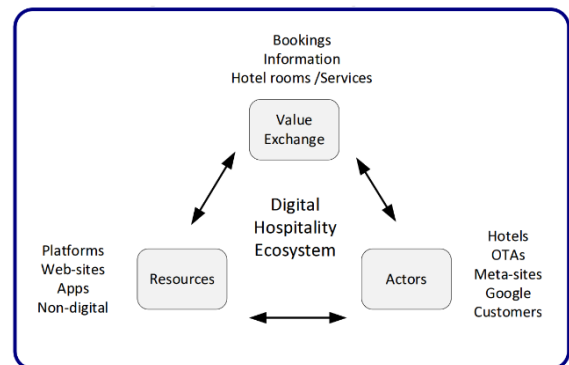 Bookings
Information
Hotel rooms /Services
Value
Exchange
Digital
Hospitality
Ecosystem
Platforms
Web-sites
Apps
Non-digital
Resources
Actors
Hotels
OTAs
Meta-sites
Google
Customers